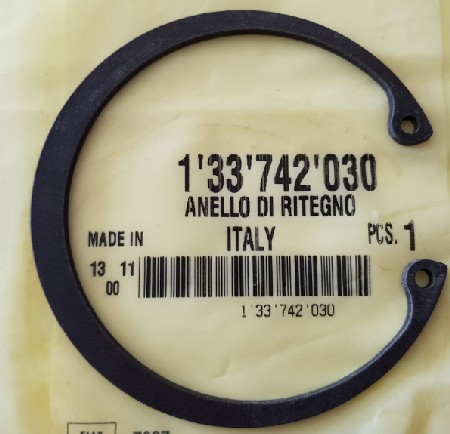 1'33'742'030
ANELLO DI RITEGNO
MADE IN ITALY PCS. 1
13 11
00
1'33'742'030